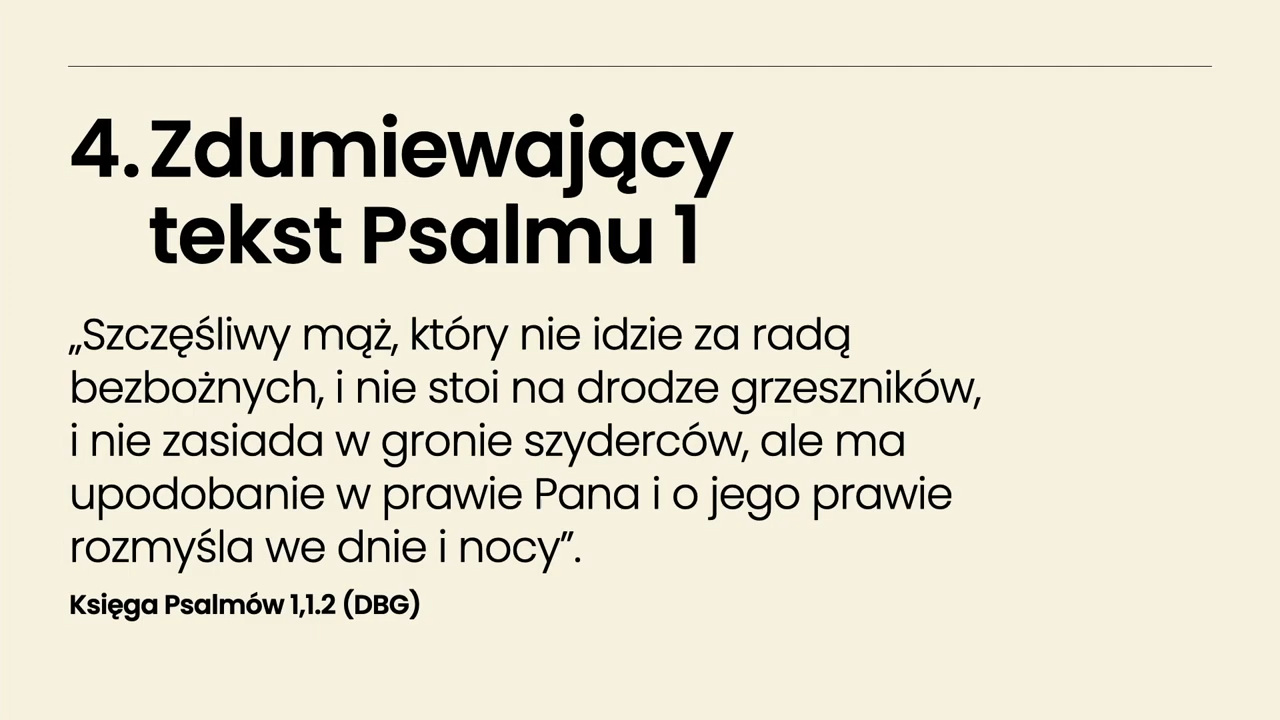 4. Zdumiewający
tekst Psalmu 1
„Szczęśliwy mąż, który nie idzie za radą
bezbożnych, i nie stoi na drodze grzeszników,
i nie zasiada w gronie szyderców, ale ma
upodobanie w prawie Pana i o jego prawie
rozmyśla we dnie i nocy”.
Księga Psalmów 1,1.2 (DBG)